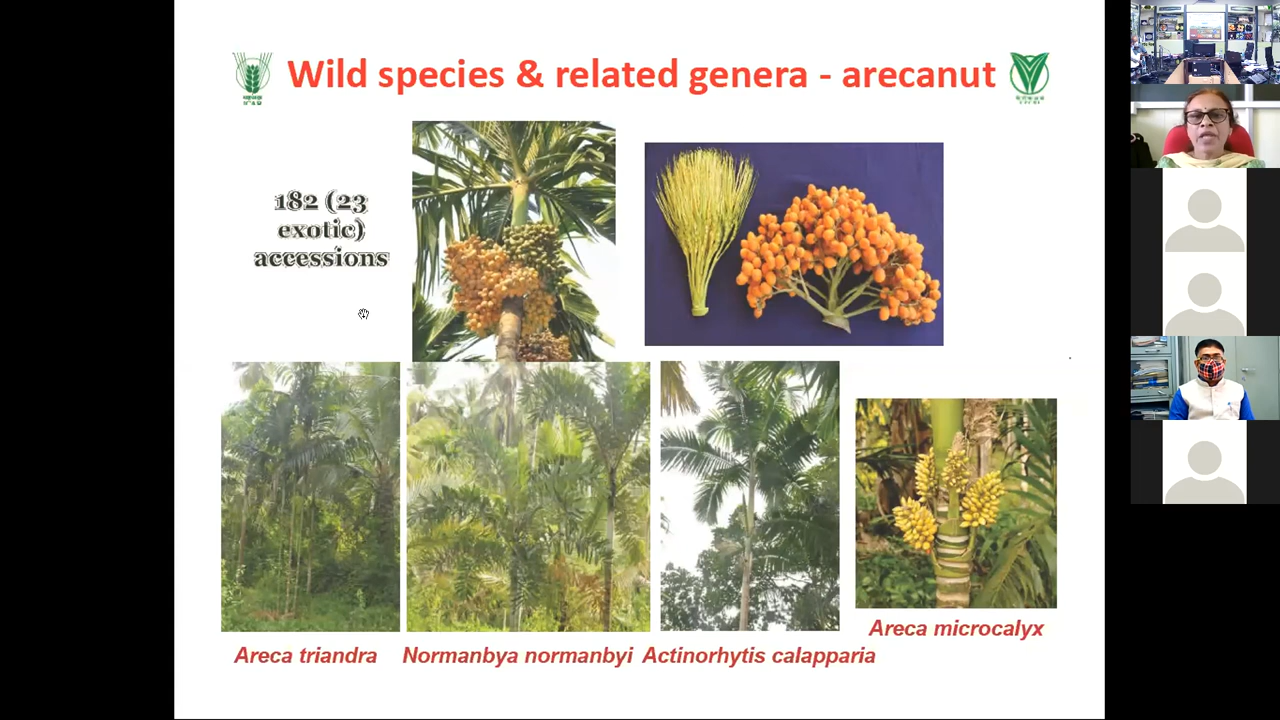 Wild species & related genera - arecanut
182 (23
exotic)
accessions
Areca microcalyx
Areca triandra
Normanbya normanbyi
Actinorhytis calapparia